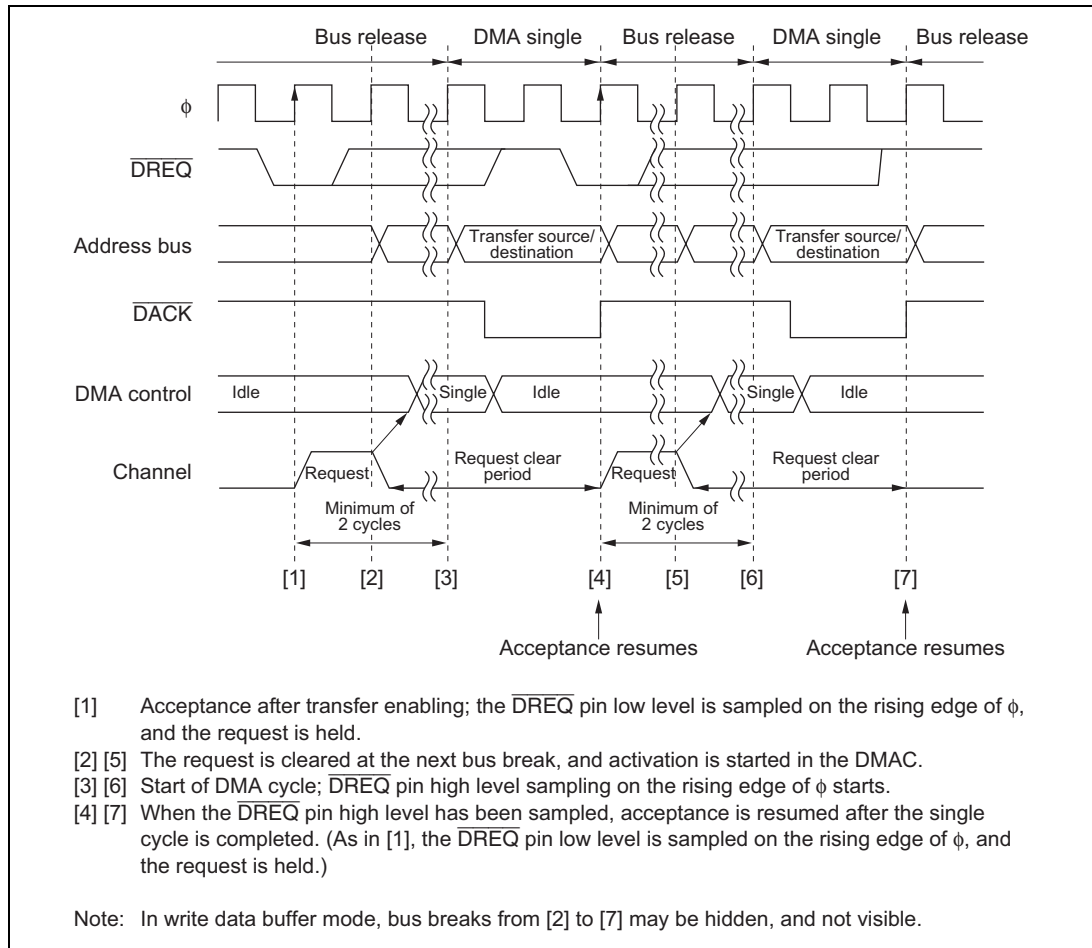 Bus release DMA single Bus release DMA single Bus release
φ
DREQ
Address bus Transfer source/ destination Transfer source/ destination
DACK
DMA control Idle Single Idle Single Idle
Channel Request Request clear period Request Request clear period
Minimum of 2 cycles Minimum of 2 cycles
[1] [2] [3] [4] [5] [6] [7]
Acceptance resumes Acceptance resumes
[1] Acceptance after transfer enabling; the DREQ pin low level is sampled on the rising edge of φ,
and the request is held.
[2] [5] The request is cleared at the next bus break, and activation is started in the DMAC.
[3] [6] Start of DMA cycle; DREQ pin high level sampling on the rising edge of φ starts.
[4] [7] When the DREQ pin high level has been sampled, acceptance is resumed after the single
cycle is completed. (As in [1], the DREQ pin low level is sampled on the rising edge of φ, and
the request is held.)
Note: In write data buffer mode, bus breaks from [2] to [7] may be hidden, and not visible.